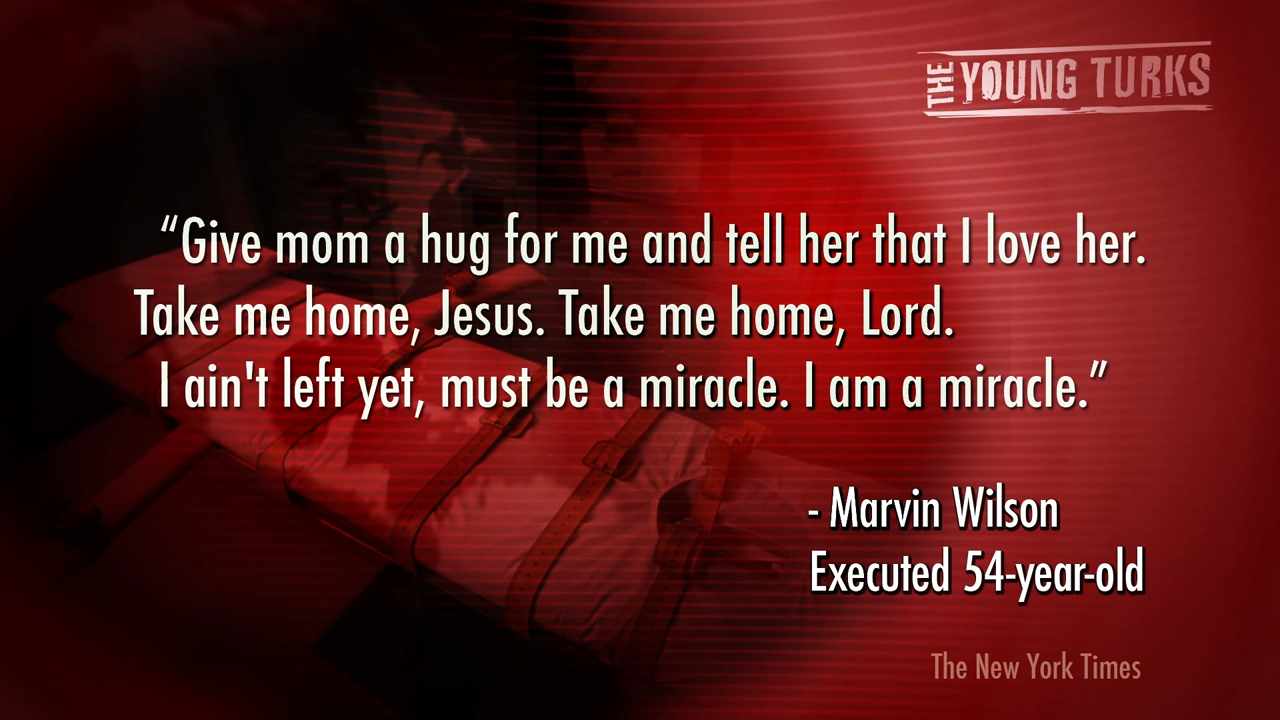 THE YOUNG TURKS
“Give mom a hug for me and tell her that I love her.
Take me home, Jesus. Take me home, Lord.
I ain't left yet, must be a miracle. I am a miracle.”
- Marvin Wilson
Executed 54-year-old
The New York Times